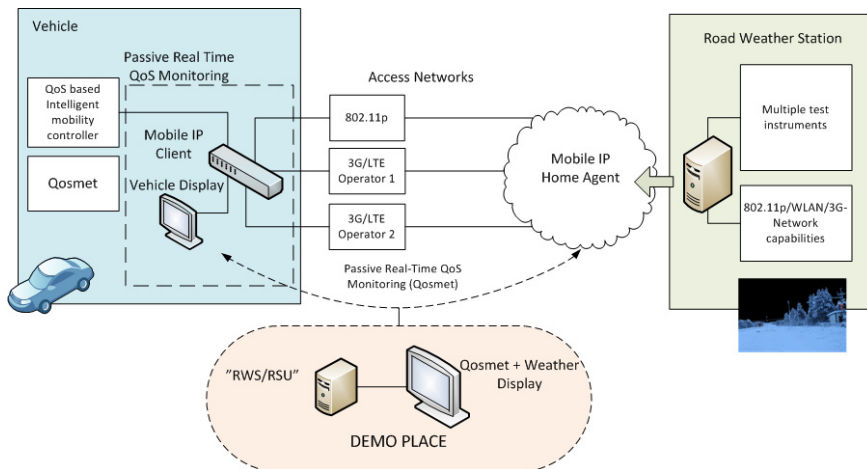 Vehicle
Passive Real Time
QoS Monitoring
QoS based
Intelligent
mobility
controller
Mobile IP
Client
Qosmet
Vehicle Display
Access Networks
802.11p
3G/LTE
Operator 1
3G/LTE
Operator 2
Passive Real-Time QoS
Monitoring (Qosmet)
Mobile IP
Home Agent
Road Weather Station
Multiple test
instruments
802.11p/WLAN/3G-
Network
capabilities
”RWS/RSU”
Qosmet + Weather
Display
DEMO PLACE